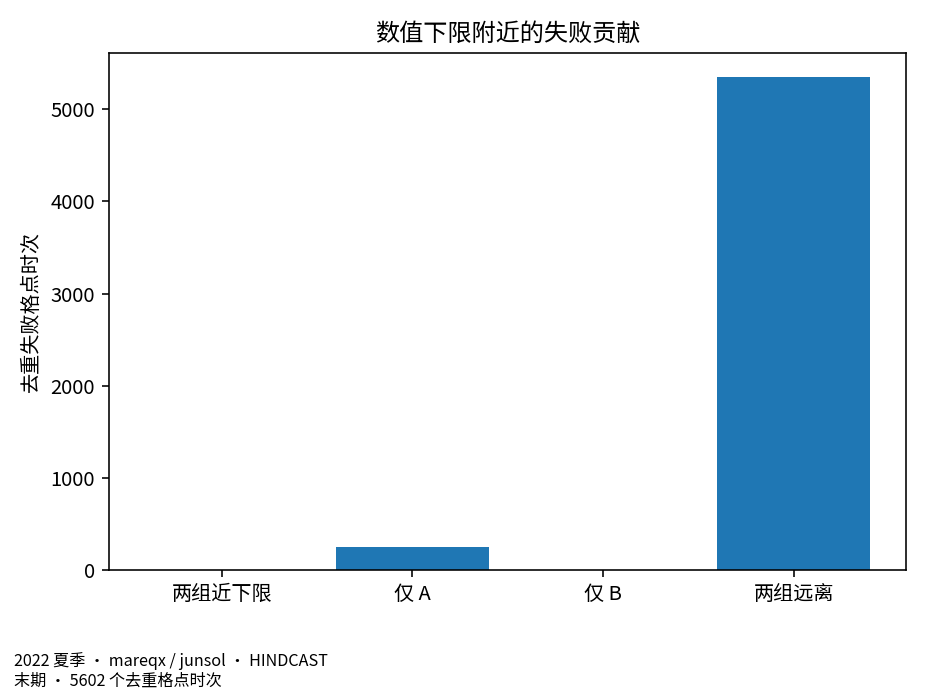 数值下限附近的失败贡献
去重失败格点时次
5000
4000
3000
2000
1000
0
两组近下限
仅 A
仅 B
两组远离
2022 夏季 · mareqx / junsol · HINDCAST
末期 · 5602 个去重格点时次